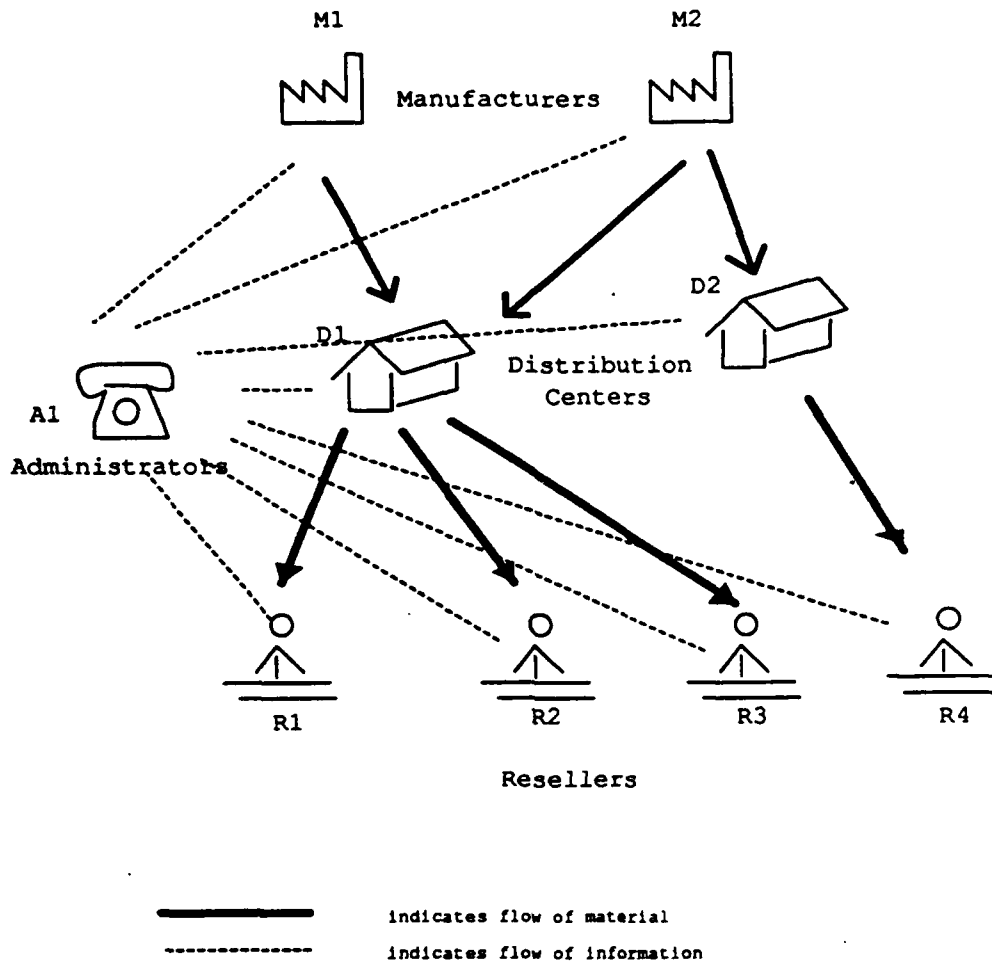 M1
M2
Manufacturers
D2
D1
Distribution
Centers
A1
Administrators
R1
R2
R3
R4
Resellers
indicates flow of material
indicates flow of information